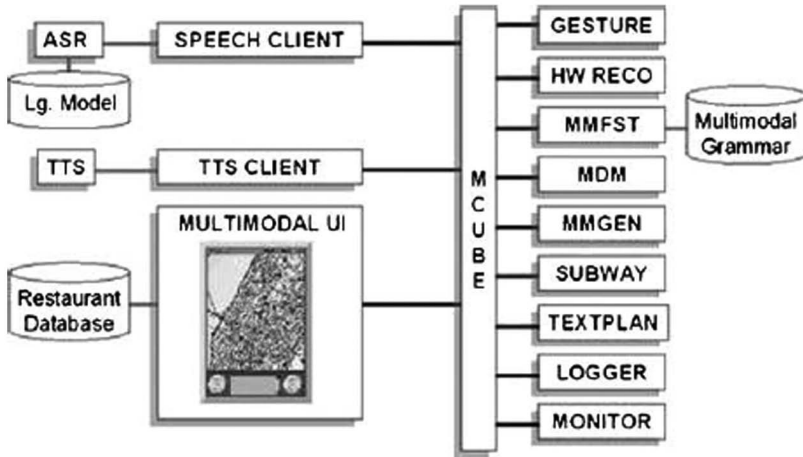 ASR
SPEECH CLIENT
Lg. Model
TTS
TTS CLIENT
MULTIMODAL UI
Restaurant
Database
MCUBE
GESTURE
HW RECO
MMFST
Multimodal
Grammar
MDM
MMGEN
SUBWAY
TEXTPLAN
LOGGER
MONITOR